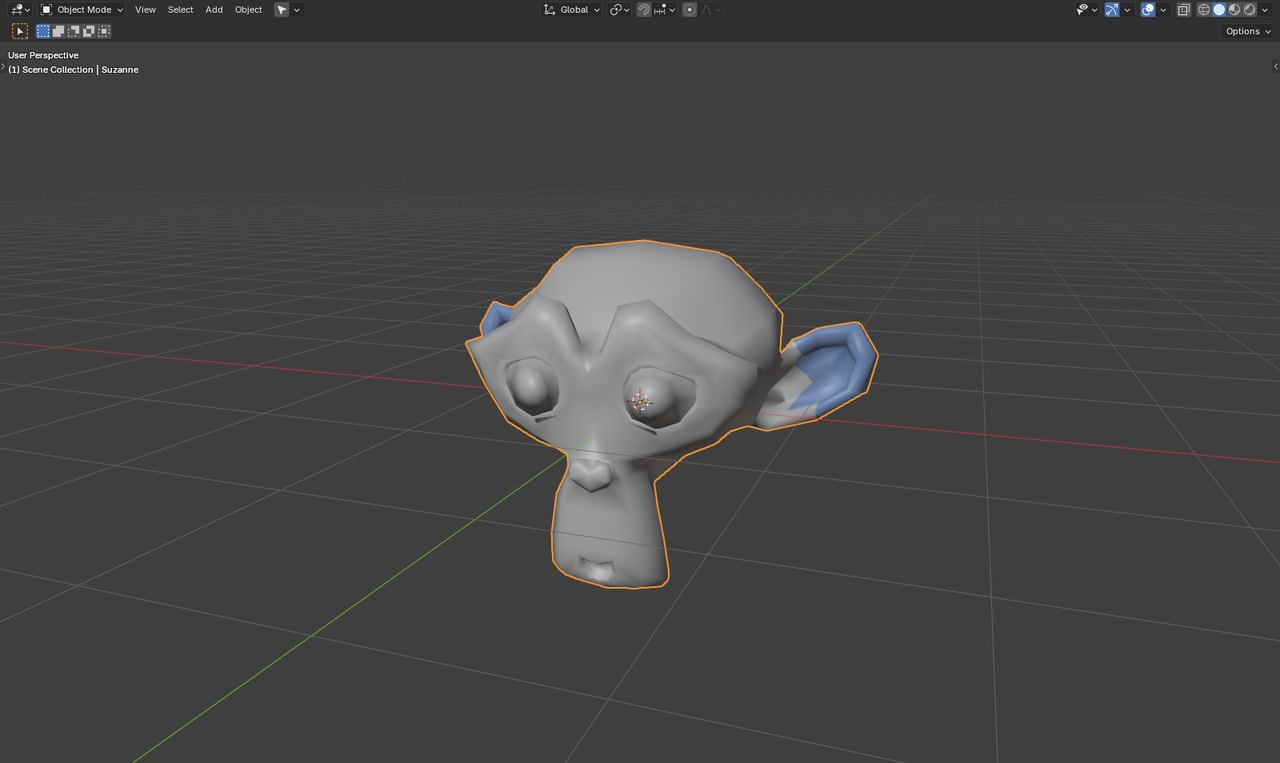 Object Mode View Select Add Object Global
Options
User Perspective
(1) Scene Collection | Suzanne